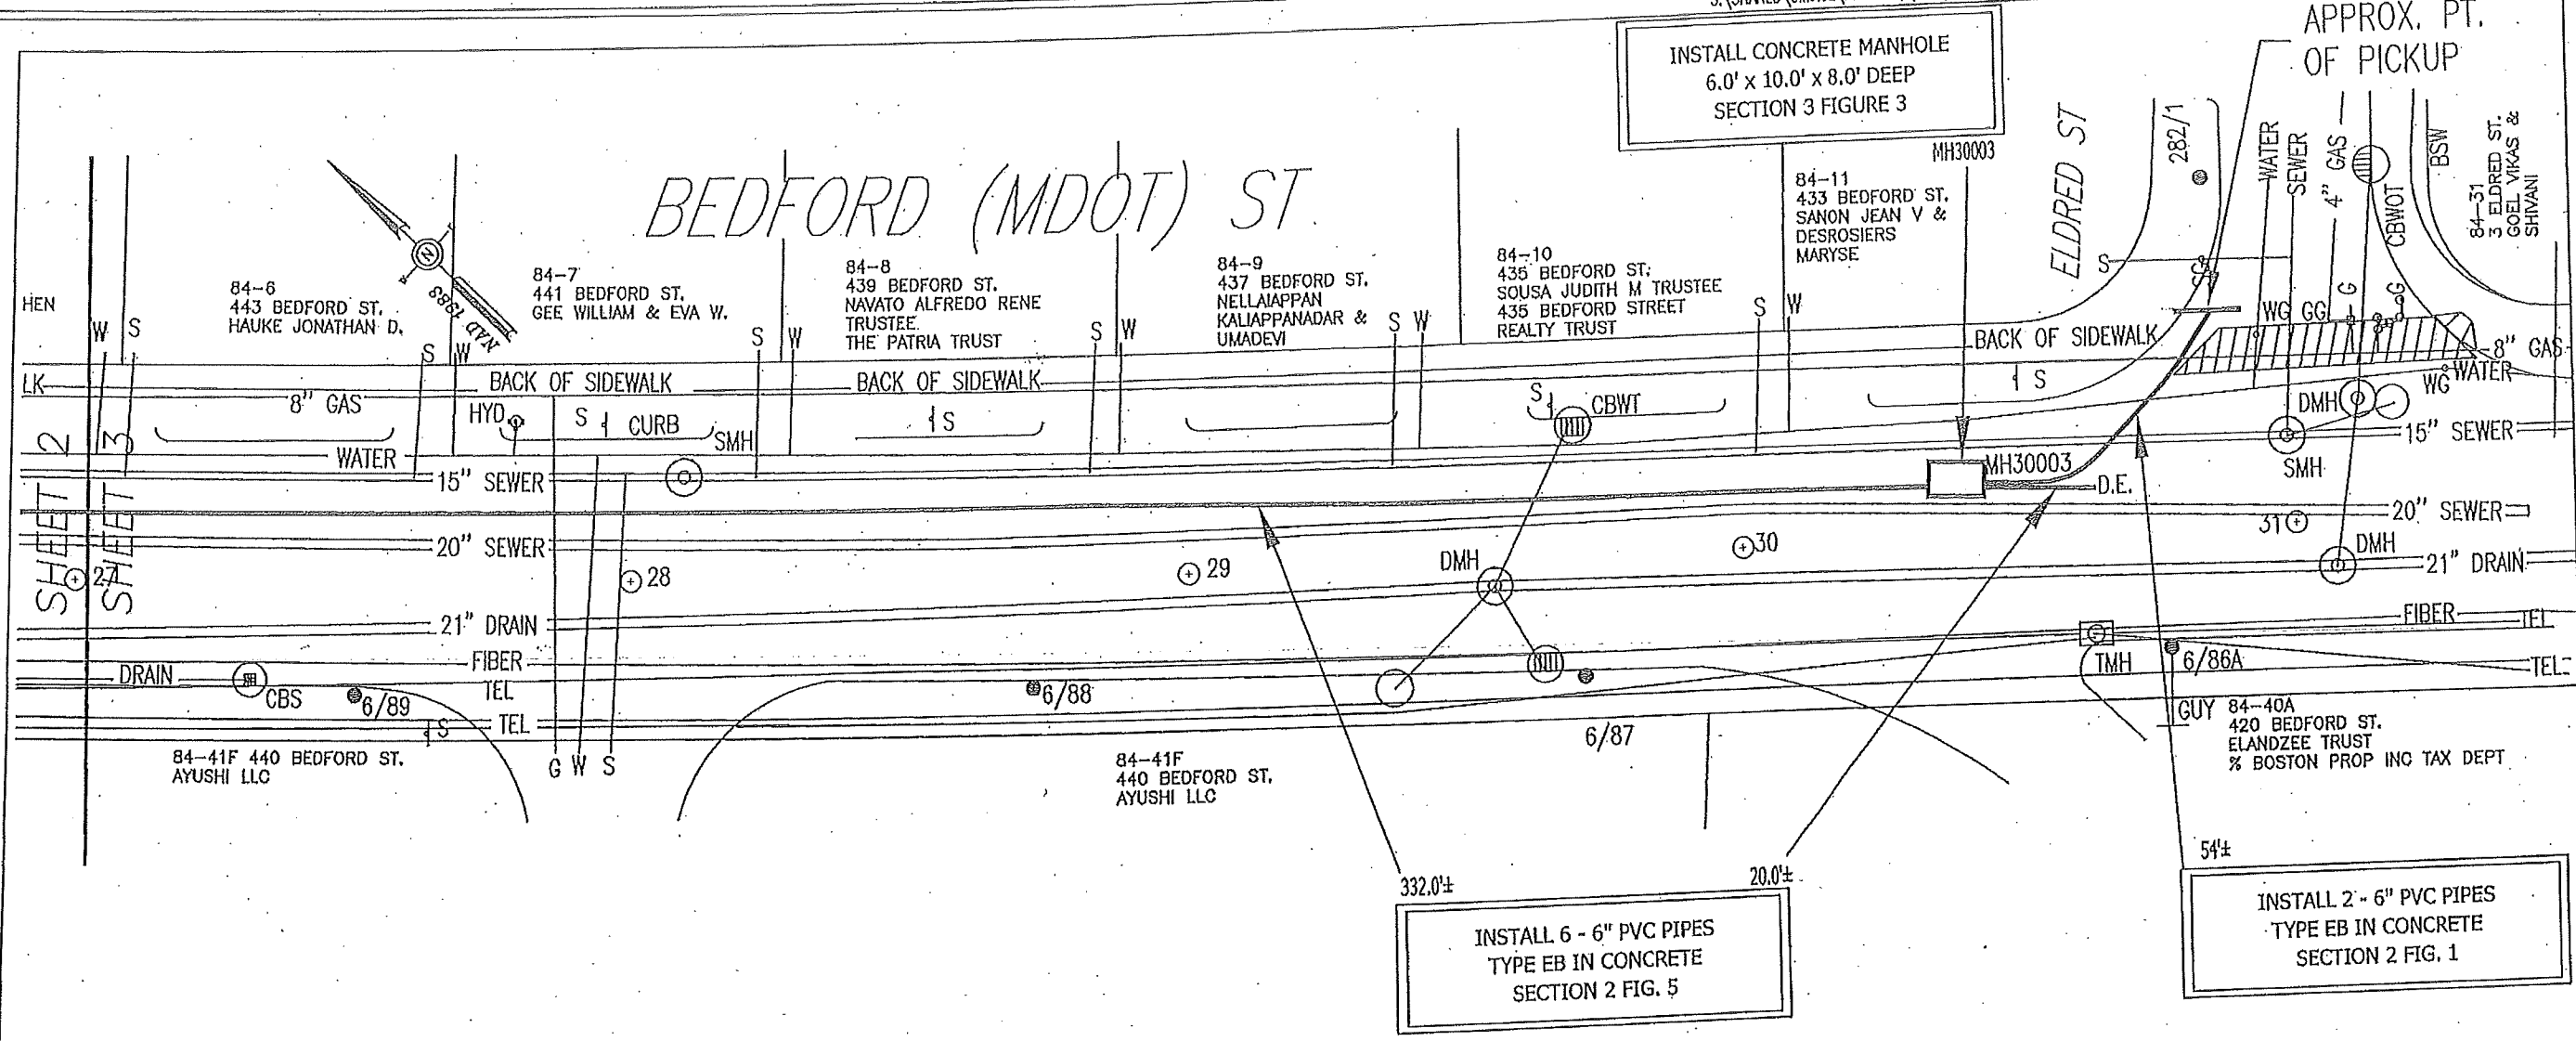 INSTALL CONCRETE MANHOLE
6.0' x 10.0' x 8.0' DEEP
SECTION 3 FIGURE 3
APPROX. PT.
OF PICKUP
MH30003
BEDFORD (MDOT) ST.
ELDRED ST
282/1
WATER
SEWER
4" GAS
CBWOT
BSW
84-31
3 ELDRED ST.
GOEL VIKAS &
SHIVANI
N
NAD 1983
HEN
84-6
443 BEDFORD ST.
HAUKE JONATHAN D.
84-7
441 BEDFORD ST.
GEE WILLIAM & EVA W.
84-8
439 BEDFORD ST.
NAVATO ALFREDO RENE
TRUSTEE
THE PATRIA TRUST
84-9
437 BEDFORD ST.
NELLAIAPPAN
KALIAPPANADAR &
UMADEVI
84-10
435 BEDFORD ST.
SOUSA JUDITH M TRUSTEE
435 BEDFORD STREET
REALTY TRUST
84-11
433 BEDFORD ST.
SANON JEAN V &
DESROSIERS
MARYSE
W S
S W
S W
S W
S W
S W
S
WG GG G G
LK
BACK OF SIDEWALK
BACK OF SIDEWALK
BACK OF SIDEWALK
8" GAS
8" GAS
HYD
S
CURB
SMH
S
S
CBWT
S
WG WATER
DMH
WATER
15" SEWER
15" SEWER
SMH
MH30003
D.E.
SHEET 2
SHEET 3
20" SEWER
20" SEWER
27
28
29
30
31
DMH
DMH
21" DRAIN
21" DRAIN
FIBER
FIBER
TEL
TEL
TEL
TEL
DRAIN
CBS
6/89
6/88
6/87
TMH
6/86A
GUY
S
G W S
84-41F 440 BEDFORD ST.
AYUSHI LLC
84-41F
440 BEDFORD ST.
AYUSHI LLC
84-40A
420 BEDFORD ST.
ELANDZEE TRUST
% BOSTON PROP INC TAX DEPT
332.0'±
20.0'±
54'±
INSTALL 6 - 6" PVC PIPES
TYPE EB IN CONCRETE
SECTION 2 FIG. 5
INSTALL 2 - 6" PVC PIPES
TYPE EB IN CONCRETE
SECTION 2 FIG. 1